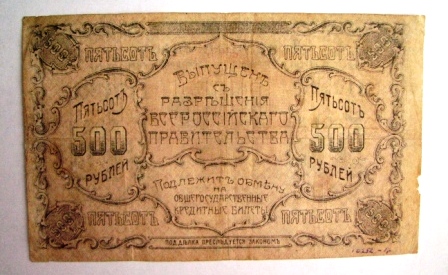 ПЯТЬСОТЪ ПЯТЬСОТЪ
ВЫПУЩЕНЪ
СЪ
РАЗРѢШЕНІЯ
ВСЕРОССІЙСКАГО
ПРАВИТЕЛЬСТВА
ПЯТЬСОТЪ
500
РУБЛЕЙ
ПЯТЬСОТЪ
500
РУБЛЕЙ
ПОДЛЕЖИТЪ ОБМѢНУ
НА
ОБЩЕГОСУДАРСТВЕННЫЕ
КРЕДИТНЫЕ БИЛЕТЫ
ПЯТЬСОТЪ ПЯТЬСОТЪ
ПОДДѢЛКА ПРЕСЛѢДУЕТСЯ ЗАКОНОМЪ